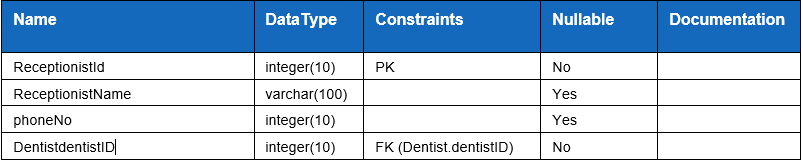 Name DataType Constraints Nullable Documentation
ReceptionistId integer(10) PK No
ReceptionistName varchar(100) Yes
phoneNo integer(10) Yes
DentistdentistID integer(10) FK (Dentist.dentistID) No